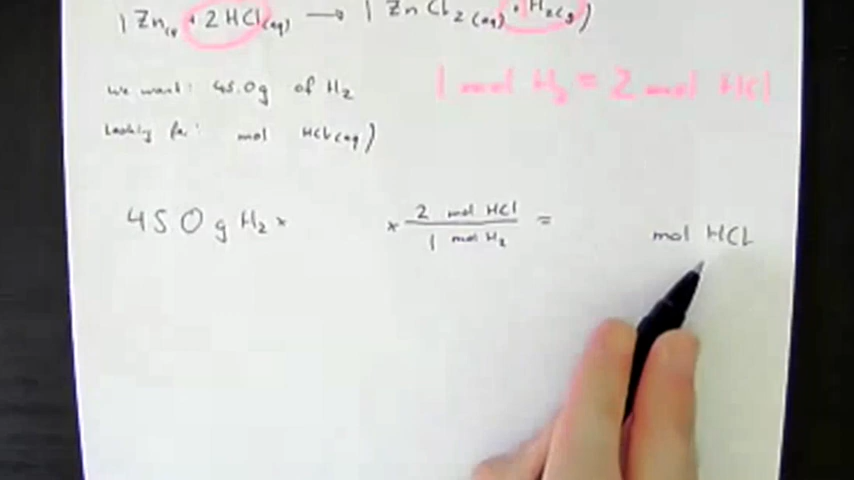 1 Zn(s) + 2 HCl(aq) → 1 ZnCl2(aq) + H2(g)
we want: 45.0g of H2
1 mol H2 = 2 mol HCl
Looking for: mol HCl(aq)
45 0 g H2 × × 2 mol HCl / 1 mol H2 = mol HCl